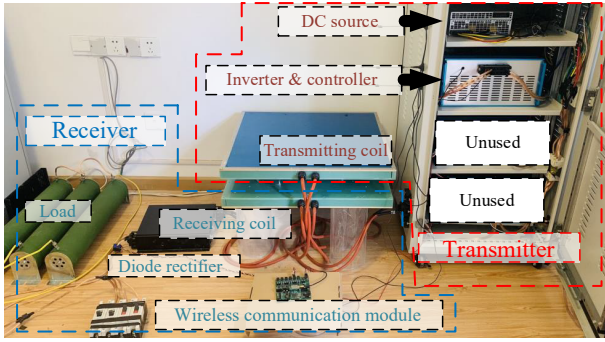 DC source
Inverter & controller
Receiver
Transmitting coil
Unused
Unused
Load
Receiving coil
Transmitter
Diode rectifier
Wireless communication module